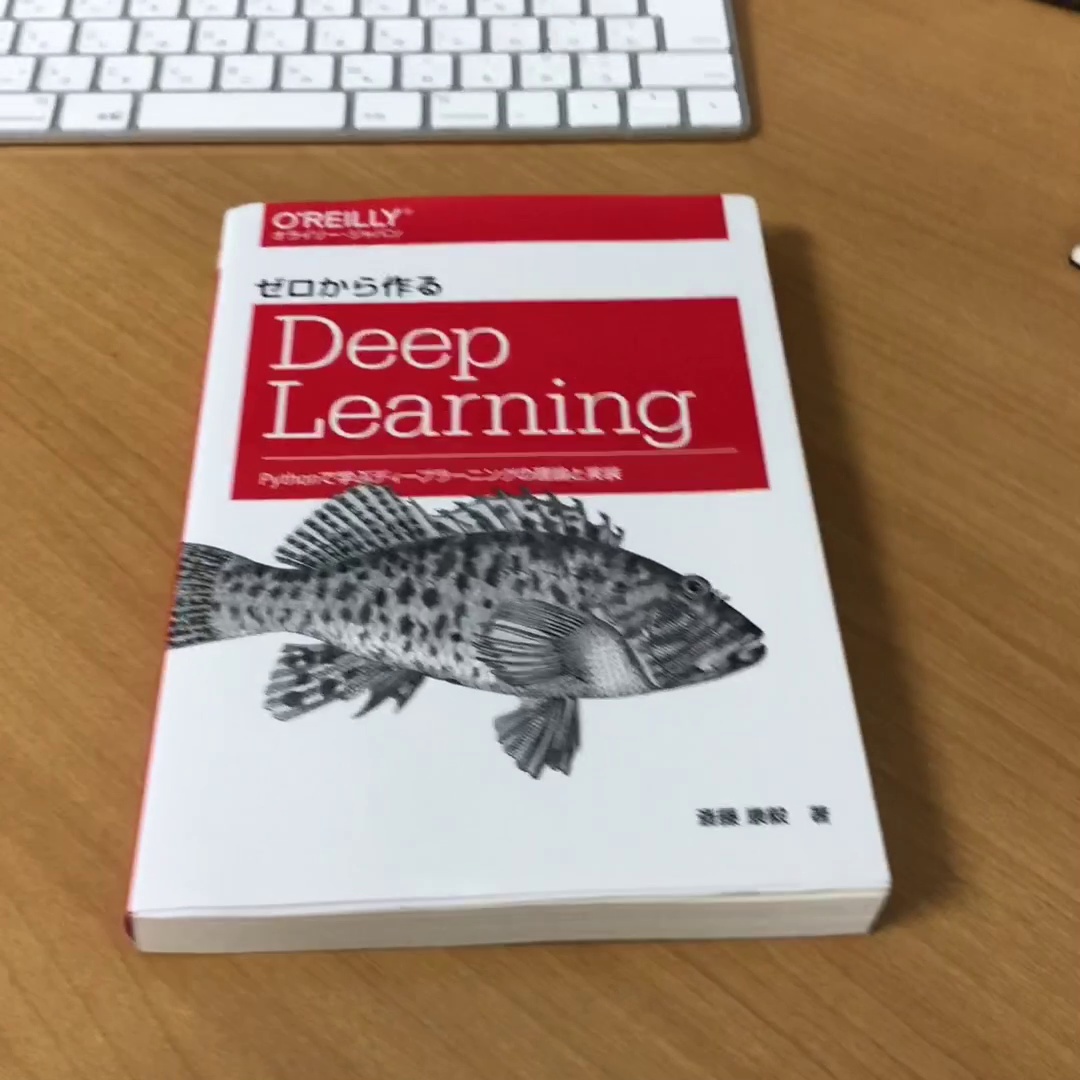 O'REILLY®
オライリー・ジャパン
ゼロから作る
Deep
Learning
Pythonで学ぶディープラーニングの理論と実装
斎藤 康毅 著